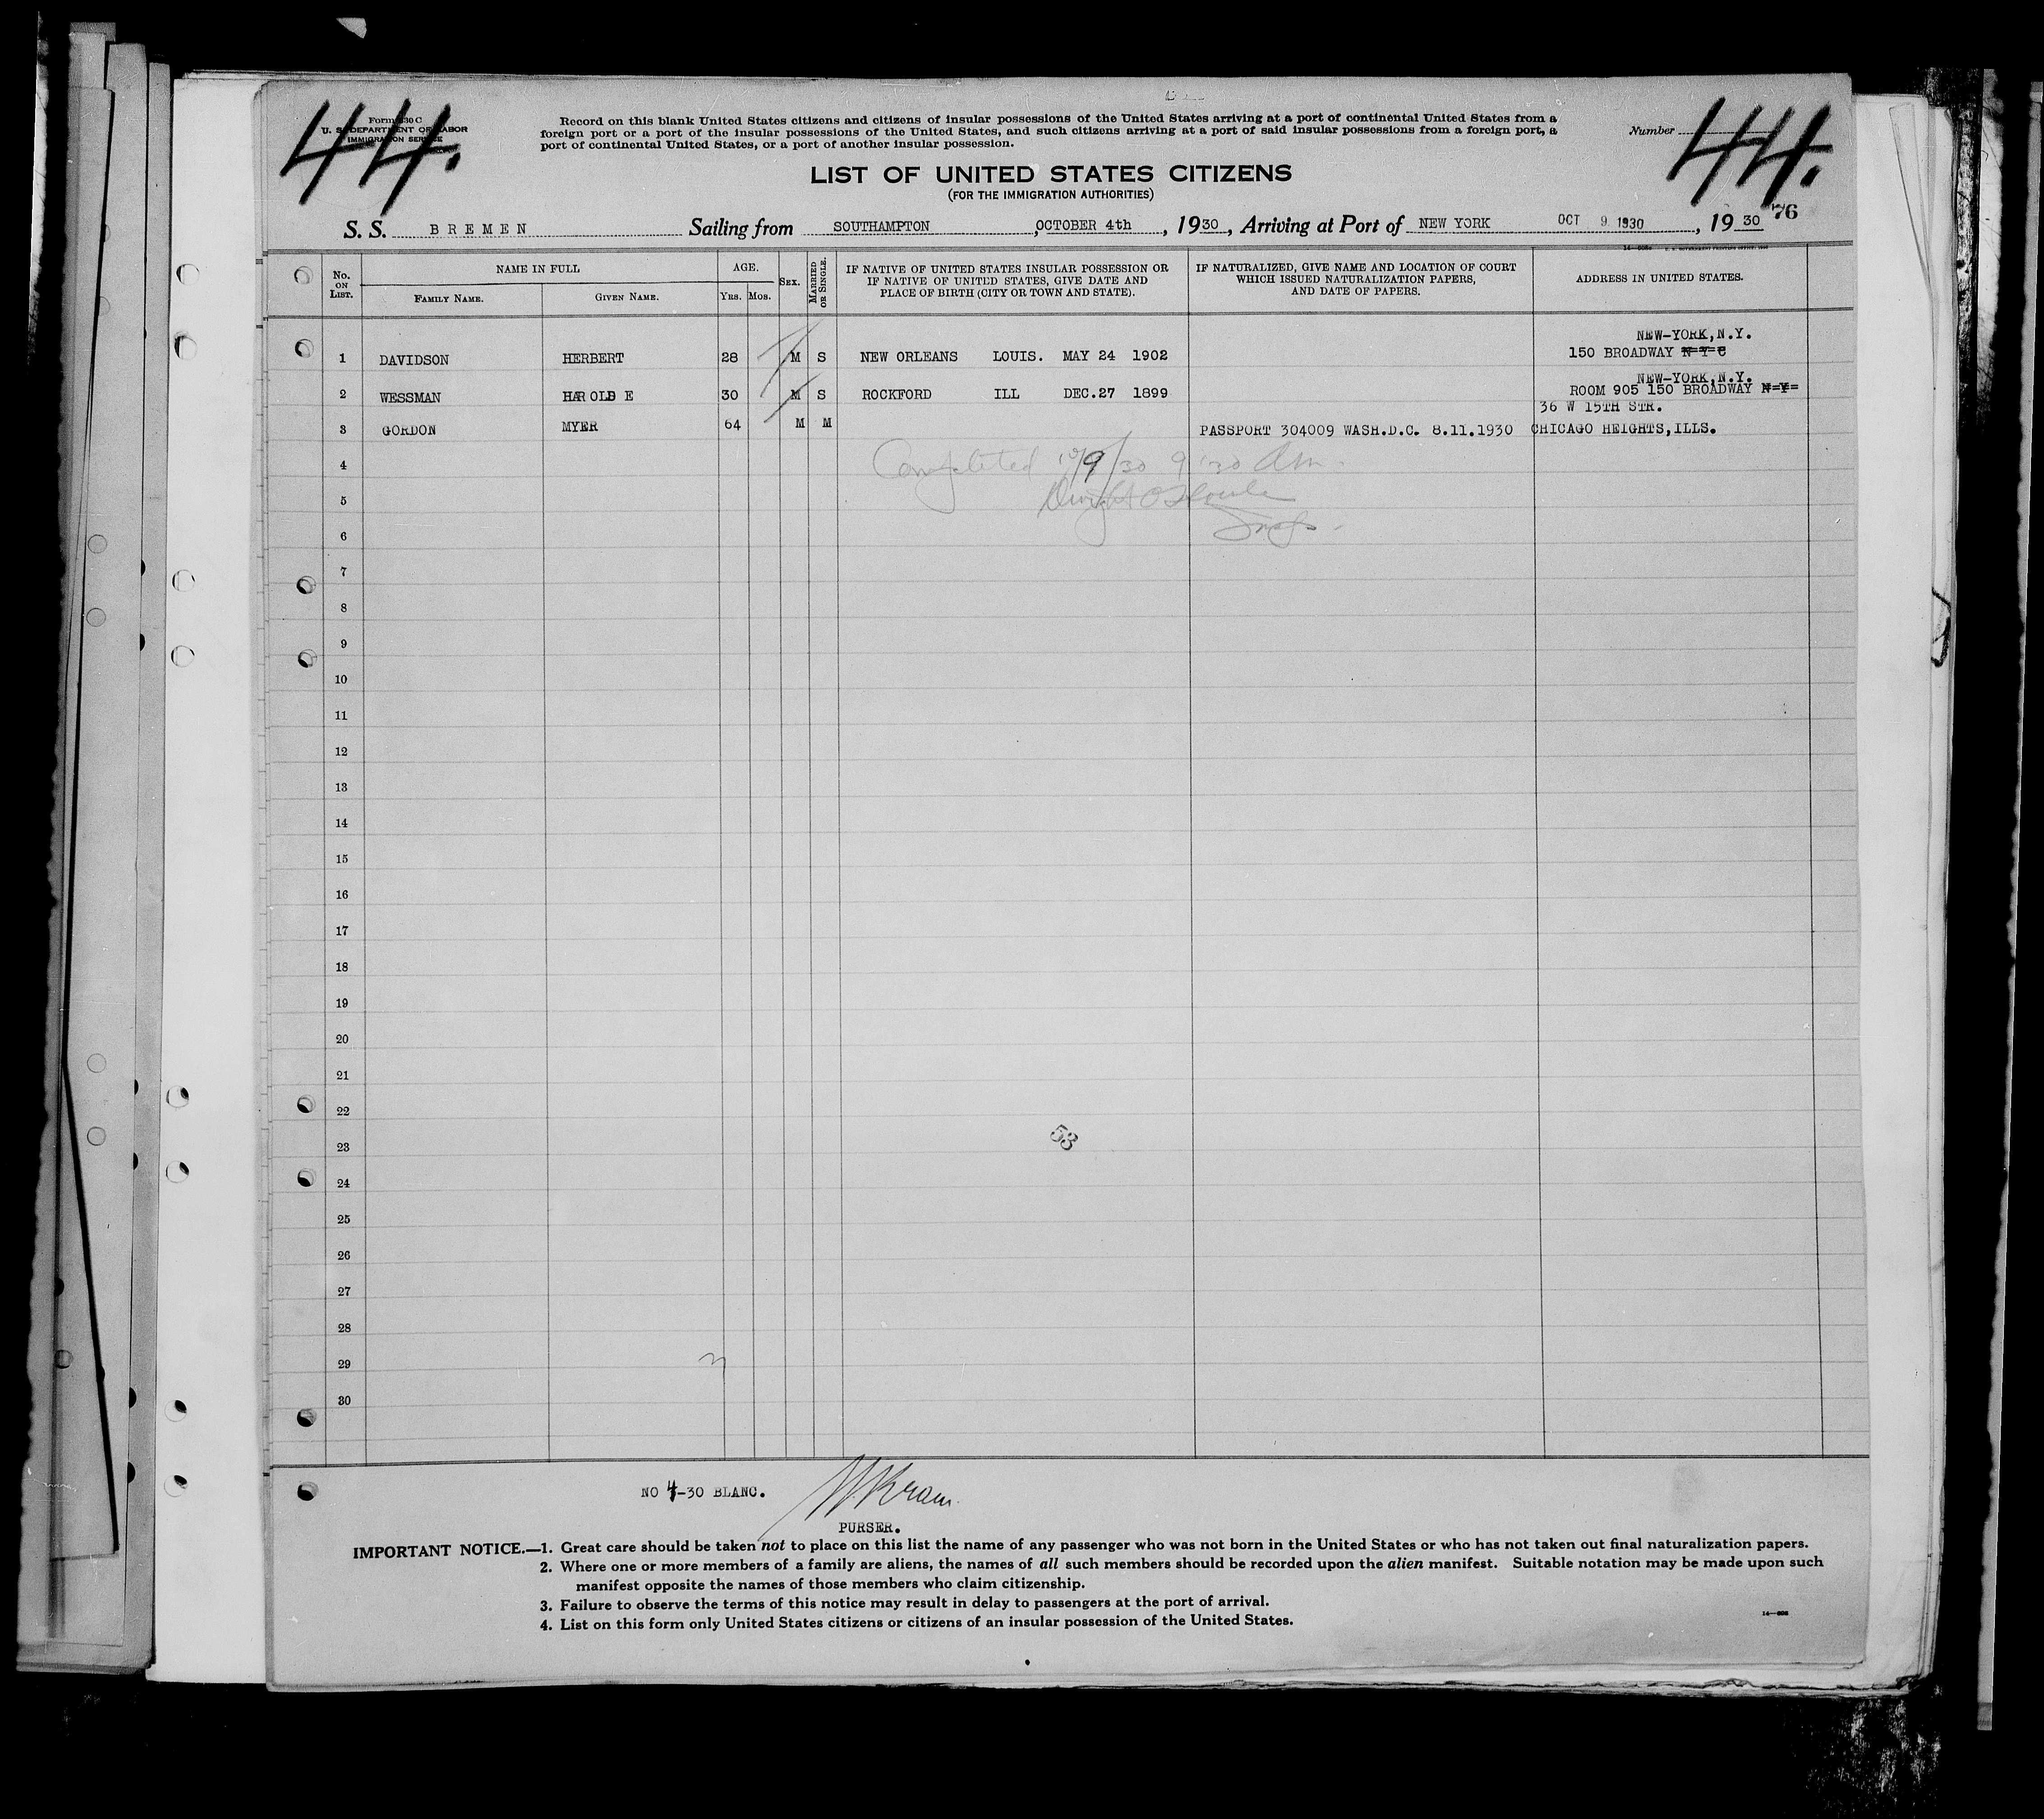 44.
Form 630 C
U. S. DEPARTMENT OF LABOR
IMMIGRATION SERVICE
Record on this blank United States citizens and citizens of insular possessions of the United States arriving at a port of continental United States from a
foreign port or a port of the insular possessions of the United States, and such citizens arriving at a port of said insular possessions from a foreign port, a
port of continental United States, or a port of another insular possession.
Number
44.
LIST OF UNITED STATES CITIZENS
(FOR THE IMMIGRATION AUTHORITIES)
76
S. S. BREMEN Sailing from SOUTHAMPTON, OCTOBER 4th, 1930, Arriving at Port of NEW YORK OCT 9 1930, 1930
No. ON LIST. NAME IN FULL FAMILY NAME. GIVEN NAME. AGE. YRS. MOS. SEX. MARRIED OR SINGLE.
IF NATIVE OF UNITED STATES INSULAR POSSESSION OR
IF NATIVE OF UNITED STATES, GIVE DATE AND
PLACE OF BIRTH (CITY OR TOWN AND STATE).
IF NATURALIZED, GIVE NAME AND LOCATION OF COURT
WHICH ISSUED NATURALIZATION PAPERS,
AND DATE OF PAPERS.
ADDRESS IN UNITED STATES.
NEW-YORK,N.Y.
1 DAVIDSON HERBERT 28 M S NEW ORLEANS LOUIS. MAY 24 1902 150 BROADWAY N Y C
NEW-YORK,N.Y.
2 WESSMAN HAROLD E 30 M S ROCKFORD ILL DEC.27 1899 ROOM 905 150 BROADWAY N=Y=
36 W 15TH STR.
3 GORDON MYER 64 M M PASSPORT 304009 WASH.D.C. 8.11.1930 CHICAGO HEIGHTS,ILLS.
4 Completed 10/9/30 9:30 am.
5 Dwight
6 Insp.
7
8
9
10
11
12
13
14
15
16
17
18
19
20
21
22
23 53
24
25
26
27
28
29
30
NO 4-30 BLANC.
PURSER.
IMPORTANT NOTICE.—1. Great care should be taken not to place on this list the name of any passenger who was not born in the United States or who has not taken out final naturalization papers.
2. Where one or more members of a family are aliens, the names of all such members should be recorded upon the alien manifest. Suitable notation may be made upon such
manifest opposite the names of those members who claim citizenship.
3. Failure to observe the terms of this notice may result in delay to passengers at the port of arrival.
4. List on this form only United States citizens or citizens of an insular possession of the United States.